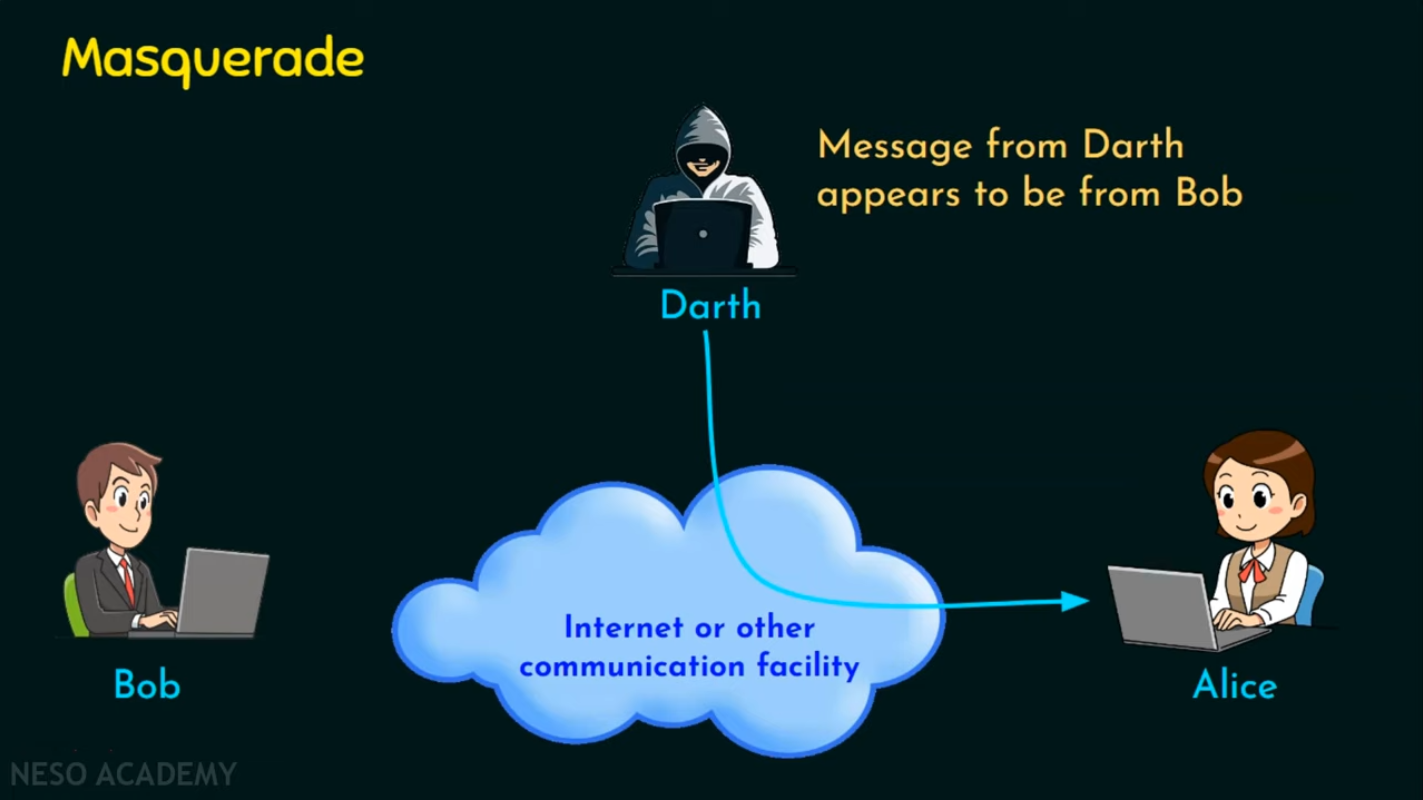 Masquerade
Message from Darth
appears to be from Bob
Darth
Internet or other
communication facility
Bob
Alice
NESO ACADEMY